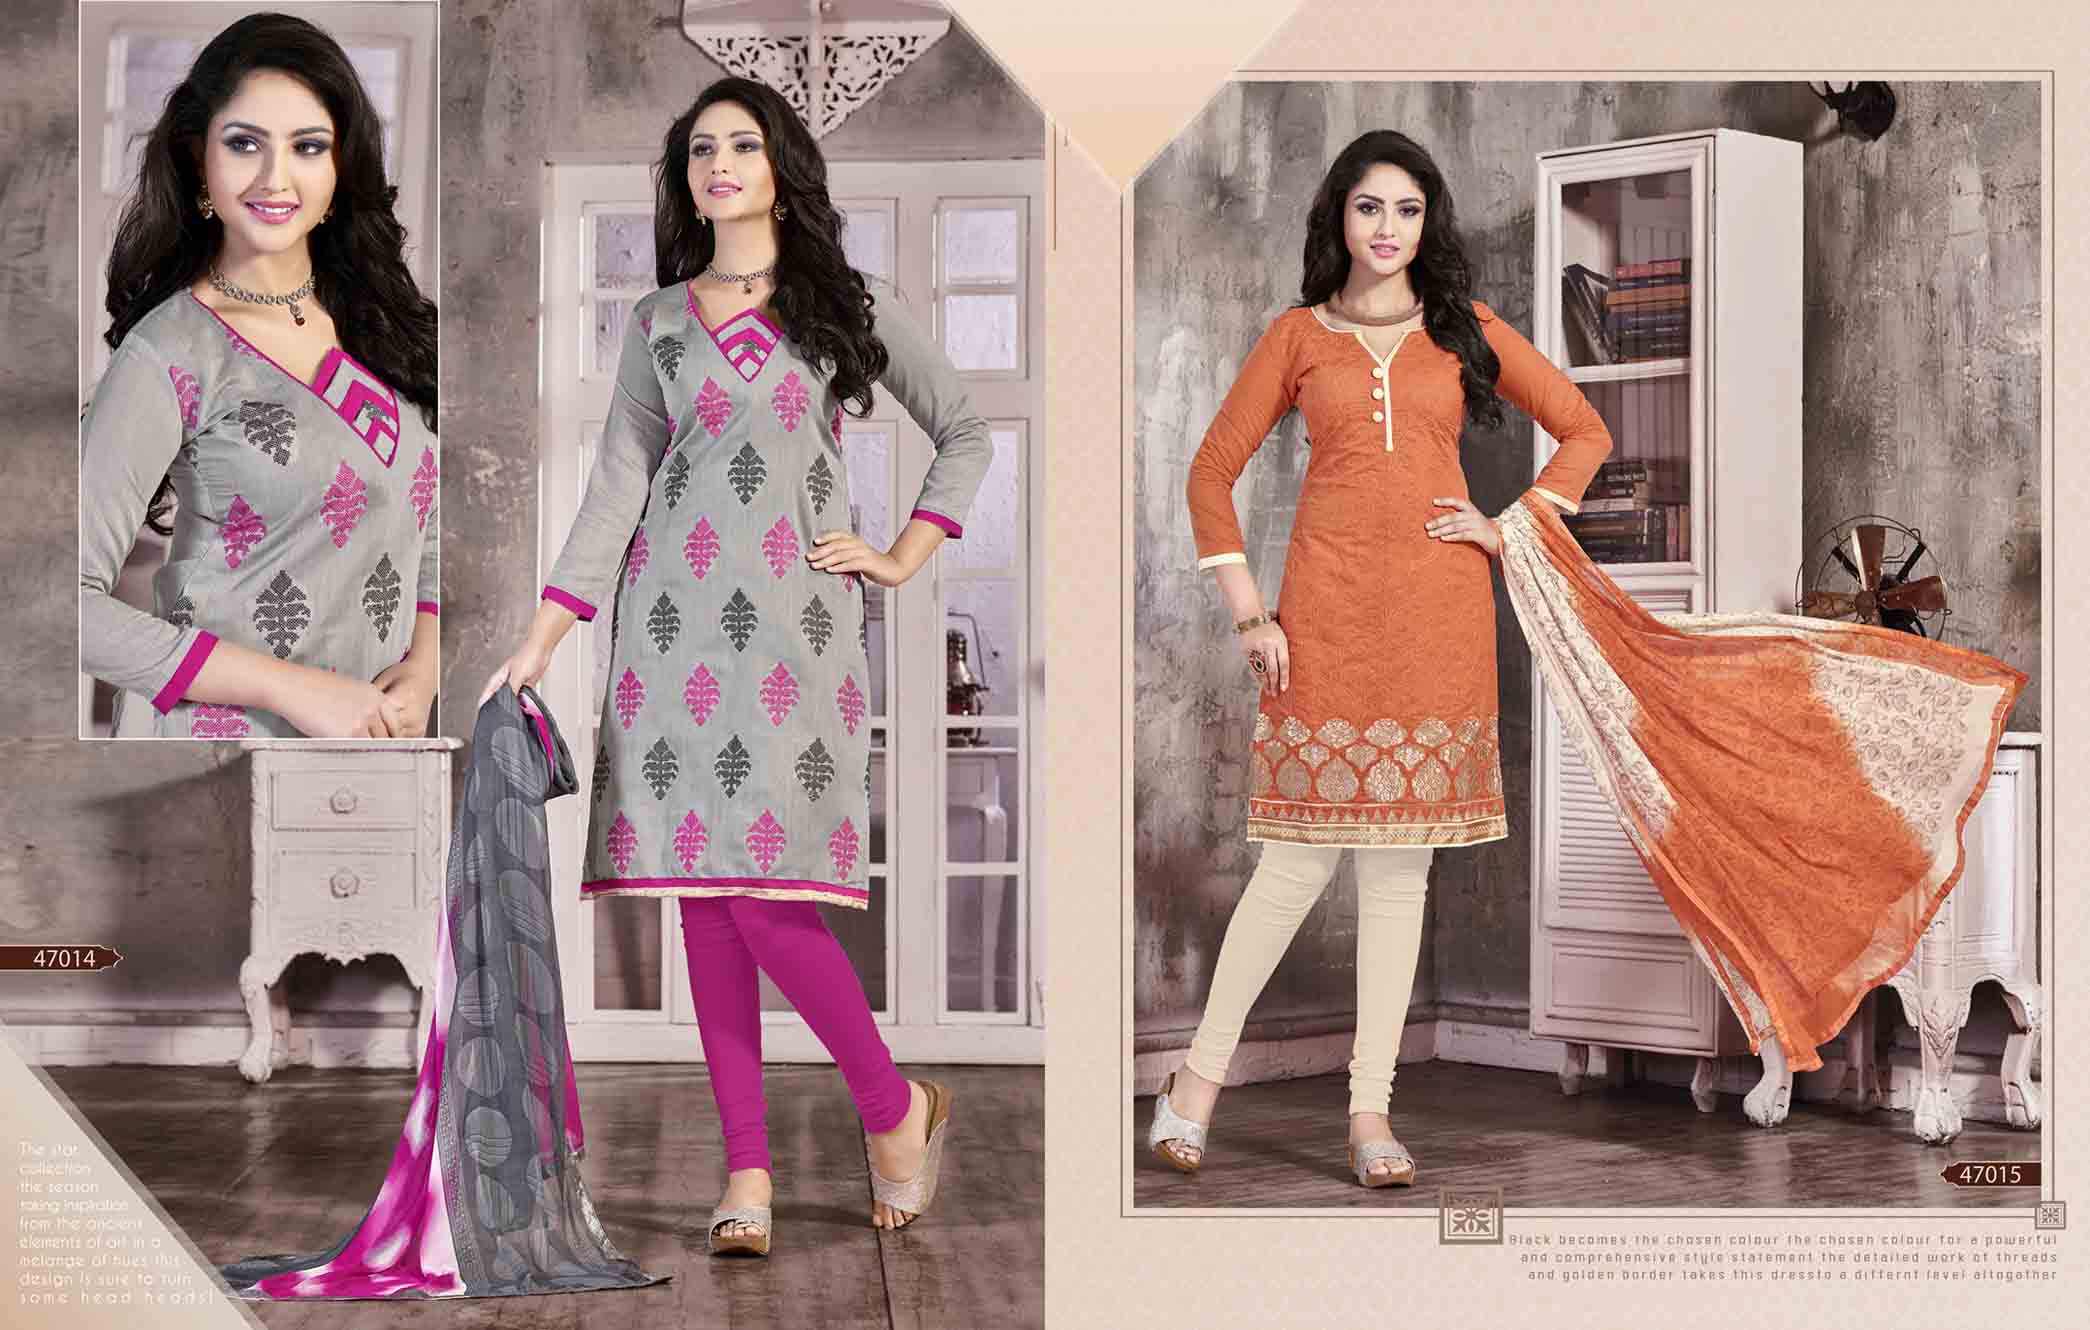 47014
The star
collection
the season
taking inspiration
from the ancient
elements of art in a
melange of hues this
design is sure to turn
some head heads!
47015
Black becomes the chosen colour the chosen colour for a powerful
and comprehensive style statement the detailed work of threads
and golden border takes this dressto a differnt level altogather